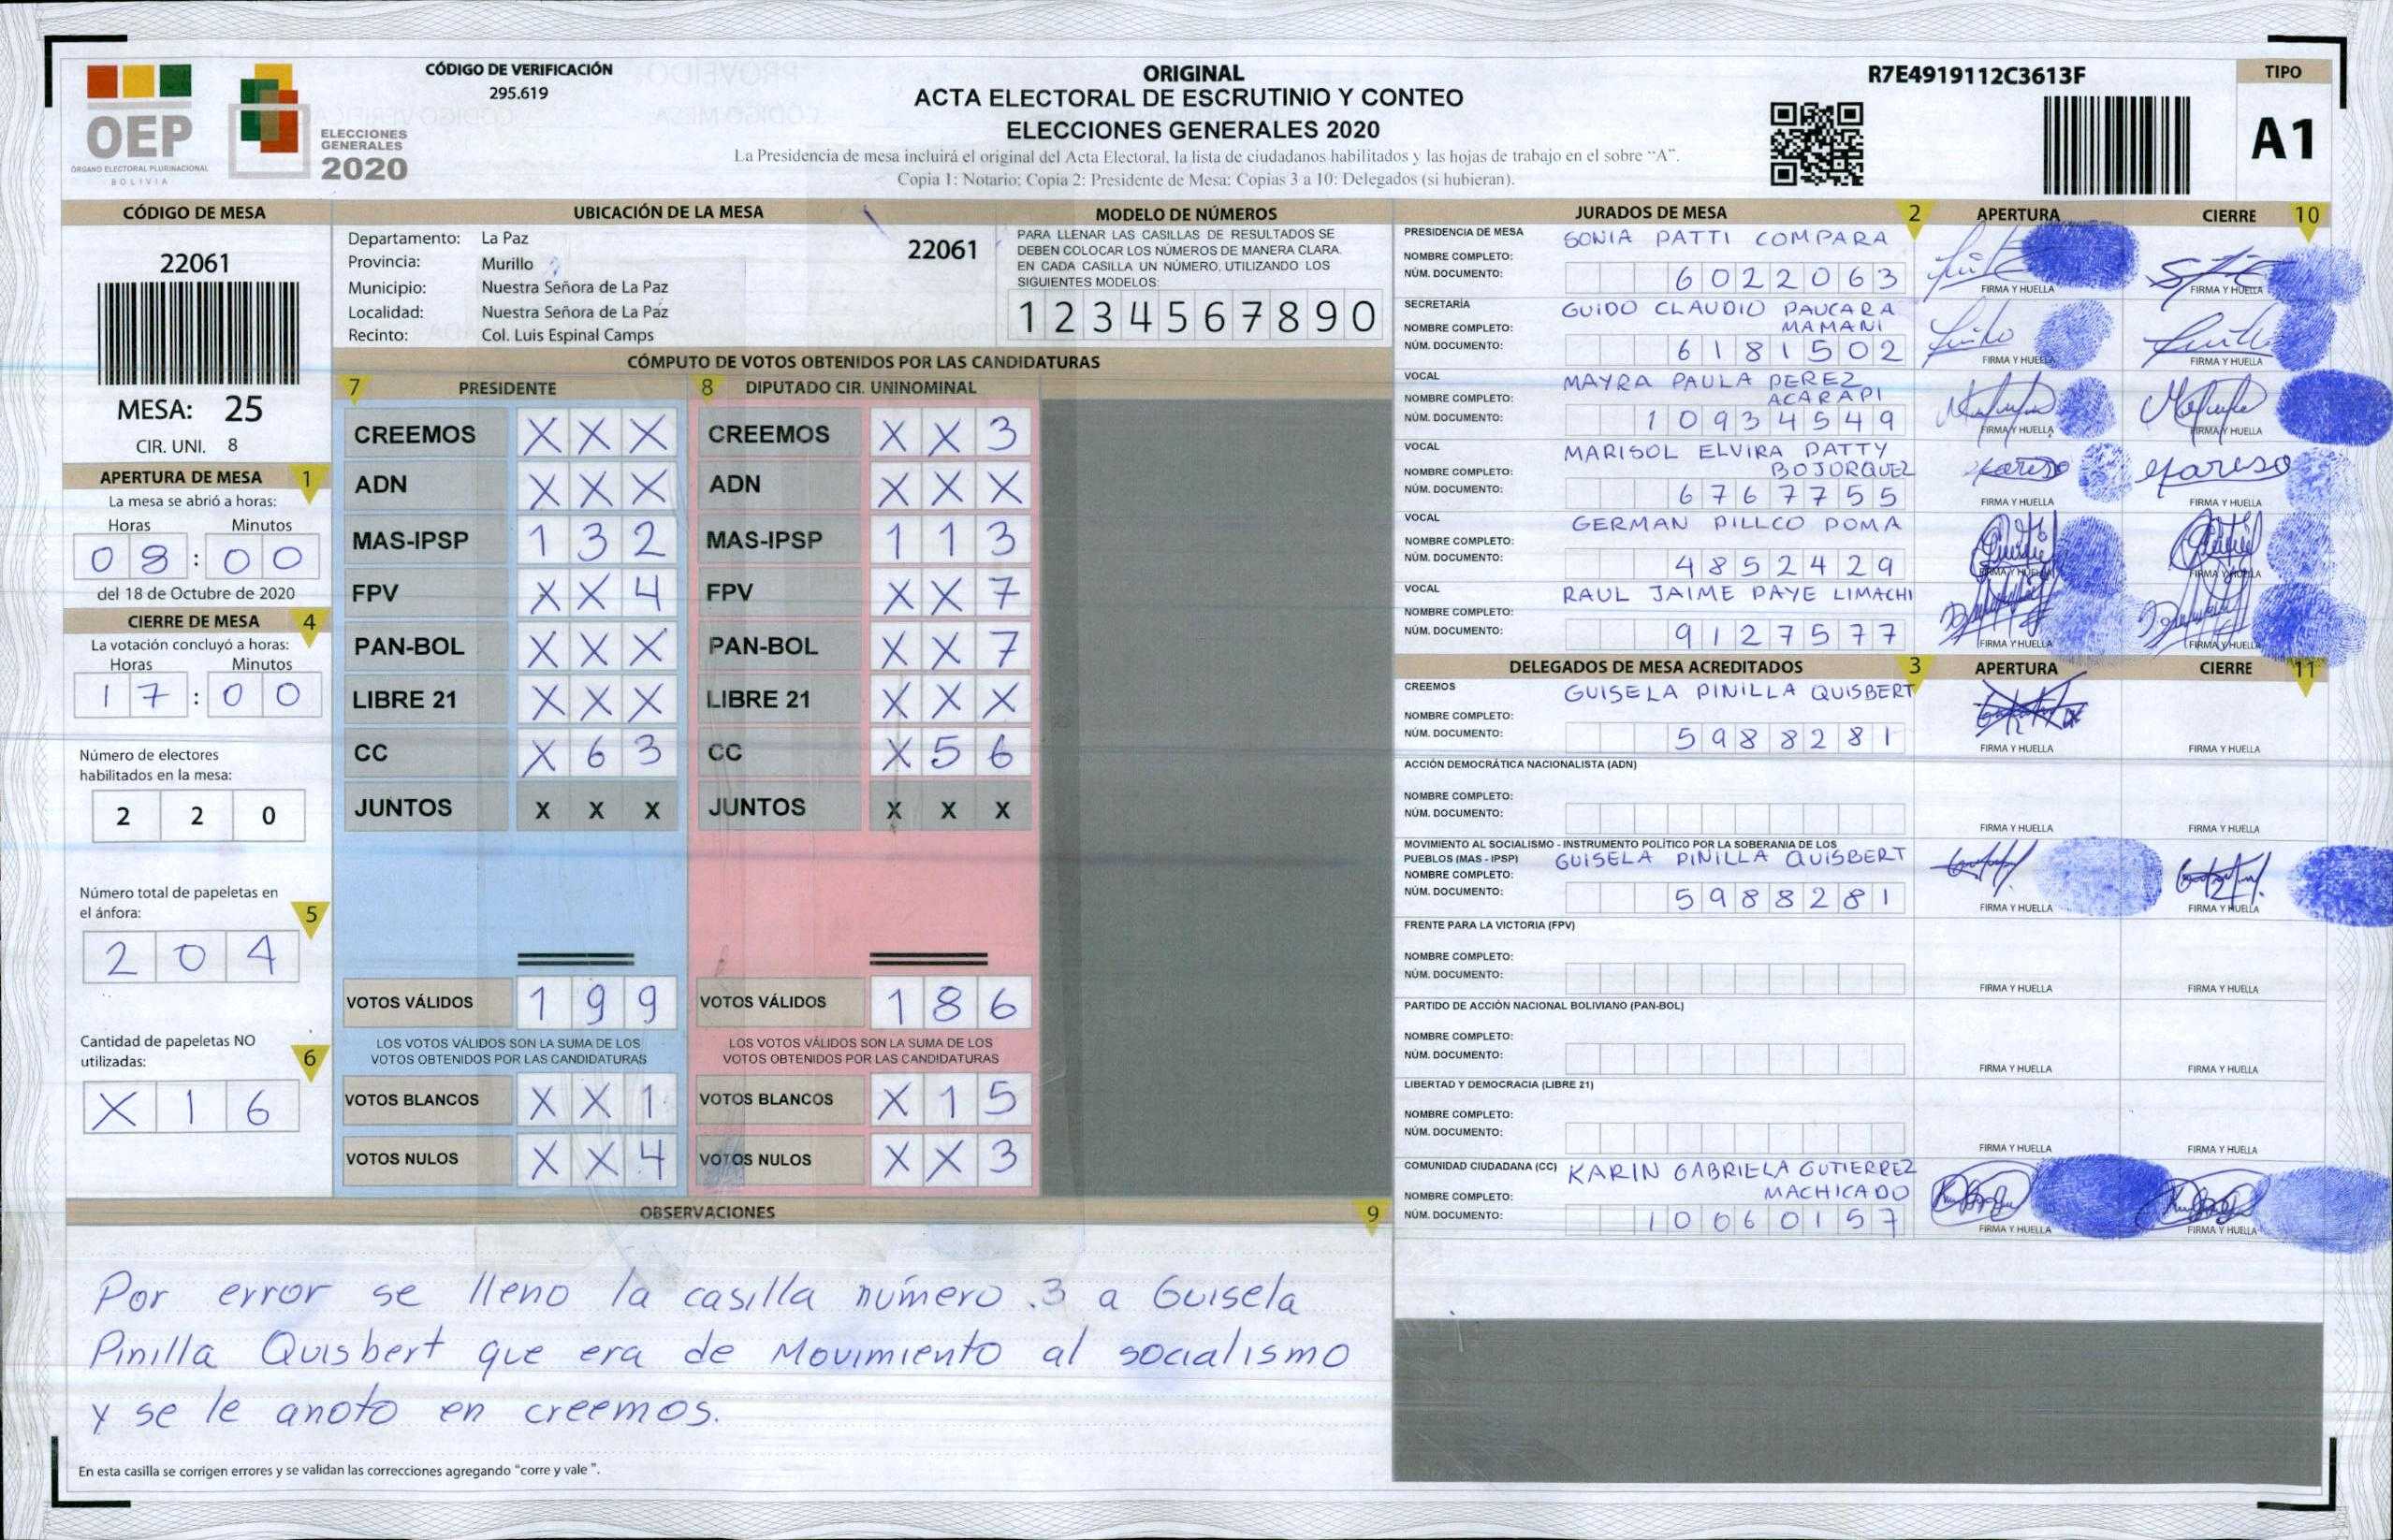 OEP
ÓRGANO ELECTORAL PLURINACIONAL
BOLIVIA
ELECCIONES
GENERALES
2020
CÓDIGO DE VERIFICACIÓN
295.619
ORIGINAL
ACTA ELECTORAL DE ESCRUTINIO Y CONTEO
ELECCIONES GENERALES 2020
La Presidencia de mesa incluirá el original del Acta Electoral, la lista de ciudadanos habilitados y las hojas de trabajo en el sobre "A".
Copia 1: Notario; Copia 2: Presidente de Mesa; Copias 3 a 10: Delegados (si hubieran).
R7E4919112C3613F
TIPO
A1
CÓDIGO DE MESA
22061
MESA: 25
CIR. UNI. 8
APERTURA DE MESA 1
La mesa se abrió a horas:
Horas Minutos
08:00
del 18 de Octubre de 2020
CIERRE DE MESA 4
La votación concluyó a horas:
Horas Minutos
17:00
Número de electores
habilitados en la mesa:
2 2 0
Número total de papeletas en
el ánfora: 5
2 0 4
Cantidad de papeletas NO
utilizadas: 6
X 1 6
UBICACIÓN DE LA MESA
Departamento: La Paz 22061
Provincia: Murillo
Municipio: Nuestra Señora de La Paz
Localidad: Nuestra Señora de La Paz
Recinto: Col. Luis Espinal Camps
MODELO DE NÚMEROS
PARA LLENAR LAS CASILLAS DE RESULTADOS SE
DEBEN COLOCAR LOS NÚMEROS DE MANERA CLARA.
EN CADA CASILLA UN NÚMERO, UTILIZANDO LOS
SIGUIENTES MODELOS:
1 2 3 4 5 6 7 8 9 0
CÓMPUTO DE VOTOS OBTENIDOS POR LAS CANDIDATURAS
7 PRESIDENTE 8 DIPUTADO CIR. UNINOMINAL
CREEMOS X X X CREEMOS X X 3
ADN X X X ADN X X X
MAS-IPSP 1 3 2 MAS-IPSP 1 1 3
FPV X X 4 FPV X X 7
PAN-BOL X X X PAN-BOL X X 7
LIBRE 21 X X X LIBRE 21 X X X
CC X 6 3 CC X 5 6
JUNTOS X X X JUNTOS X X X
VOTOS VÁLIDOS 1 9 9 VOTOS VÁLIDOS 1 8 6
LOS VOTOS VÁLIDOS SON LA SUMA DE LOS LOS VOTOS VÁLIDOS SON LA SUMA DE LOS
VOTOS OBTENIDOS POR LAS CANDIDATURAS VOTOS OBTENIDOS POR LAS CANDIDATURAS
VOTOS BLANCOS X X 1 VOTOS BLANCOS X 1 5
VOTOS NULOS X X 4 VOTOS NULOS X X 3
OBSERVACIONES 9
Por error se lleno la casilla número .3 a Guisela
Pinilla Quisbert que era de Movimiento al socialismo
y se le anoto en creemos.
En esta casilla se corrigen errores y se validan las correcciones agregando "corre y vale ".
JURADOS DE MESA 2 APERTURA CIERRE 10
PRESIDENCIA DE MESA SONIA PATTI COMPARA
NOMBRE COMPLETO:
NÚM. DOCUMENTO: 6022063 FIRMA Y HUELLA FIRMA Y HUELLA
SECRETARÍA GUIDO CLAUDIO PAUCARA
NOMBRE COMPLETO: MAMANI
NÚM. DOCUMENTO: 6181502 FIRMA Y HUELLA FIRMA Y HUELLA
VOCAL MAYRA PAULA PEREZ
NOMBRE COMPLETO: ACARAPI
NÚM. DOCUMENTO: 10934549 FIRMA Y HUELLA FIRMA Y HUELLA
VOCAL MARISOL ELVIRA PATTY
NOMBRE COMPLETO: BOJORQUEZ
NÚM. DOCUMENTO: 6767755 FIRMA Y HUELLA FIRMA Y HUELLA
VOCAL GERMAN PILLCO POMA
NOMBRE COMPLETO:
NÚM. DOCUMENTO: 4852429 FIRMA Y HUELLA FIRMA Y HUELLA
VOCAL RAUL JAIME PAYE LIMACHI
NOMBRE COMPLETO:
NÚM. DOCUMENTO: 9127577 FIRMA Y HUELLA FIRMA Y HUELLA
DELEGADOS DE MESA ACREDITADOS 3 APERTURA CIERRE 11
CREEMOS GUISELA PINILLA QUISBERT
NOMBRE COMPLETO:
NÚM. DOCUMENTO: 5988281 FIRMA Y HUELLA FIRMA Y HUELLA
ACCIÓN DEMOCRÁTICA NACIONALISTA (ADN)
NOMBRE COMPLETO:
NÚM. DOCUMENTO: FIRMA Y HUELLA FIRMA Y HUELLA
MOVIMIENTO AL SOCIALISMO - INSTRUMENTO POLÍTICO POR LA SOBERANIA DE LOS
PUEBLOS (MAS - IPSP) GUISELA PINILLA QUISBERT
NOMBRE COMPLETO:
NÚM. DOCUMENTO: 5988281 FIRMA Y HUELLA FIRMA Y HUELLA
FRENTE PARA LA VICTORIA (FPV)
NOMBRE COMPLETO:
NÚM. DOCUMENTO: FIRMA Y HUELLA FIRMA Y HUELLA
PARTIDO DE ACCIÓN NACIONAL BOLIVIANO (PAN-BOL)
NOMBRE COMPLETO:
NÚM. DOCUMENTO: FIRMA Y HUELLA FIRMA Y HUELLA
LIBERTAD Y DEMOCRACIA (LIBRE 21)
NOMBRE COMPLETO:
NÚM. DOCUMENTO: FIRMA Y HUELLA FIRMA Y HUELLA
COMUNIDAD CIUDADANA (CC) KARIN GABRIELA GUTIERREZ
NOMBRE COMPLETO: MACHICADO
NÚM. DOCUMENTO: 10060157 FIRMA Y HUELLA FIRMA Y HUELLA